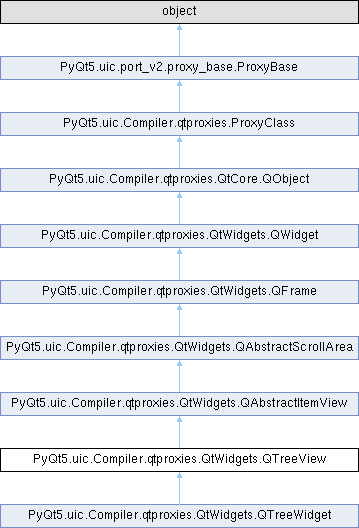 object
PyQt5.uic.port_v2.proxy_base.ProxyBase
PyQt5.uic.Compiler.qtproxies.ProxyClass
PyQt5.uic.Compiler.qtproxies.QtCore.QObject
PyQt5.uic.Compiler.qtproxies.QtWidgets.QWidget
PyQt5.uic.Compiler.qtproxies.QtWidgets.QFrame
PyQt5.uic.Compiler.qtproxies.QtWidgets.QAbstractScrollArea
PyQt5.uic.Compiler.qtproxies.QtWidgets.QAbstractItemView
PyQt5.uic.Compiler.qtproxies.QtWidgets.QTreeView
PyQt5.uic.Compiler.qtproxies.QtWidgets.QTreeWidget